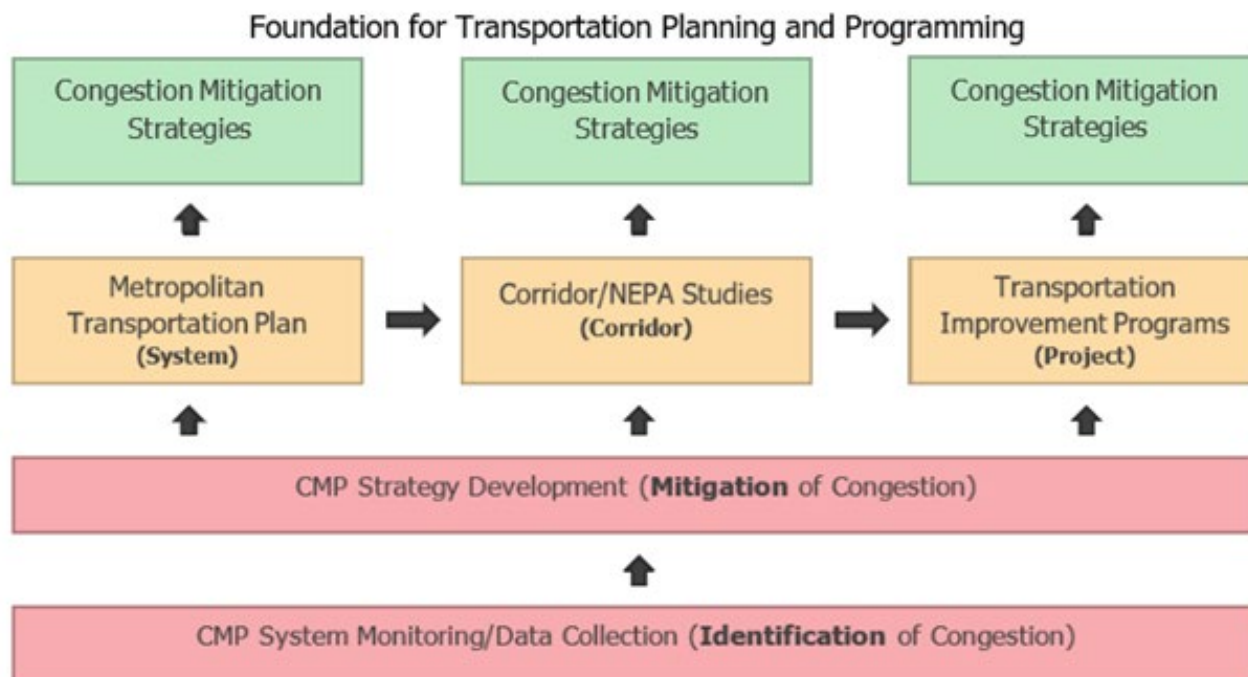 Foundation for Transportation Planning and Programming
Congestion Mitigation
Strategies
Congestion Mitigation
Strategies
Congestion Mitigation
Strategies
Metropolitan
Transportation Plan
(System)
Corridor/NEPA Studies
(Corridor)
Transportation
Improvement Programs
(Project)
CMP Strategy Development (Mitigation of Congestion)
CMP System Monitoring/Data Collection (Identification of Congestion)